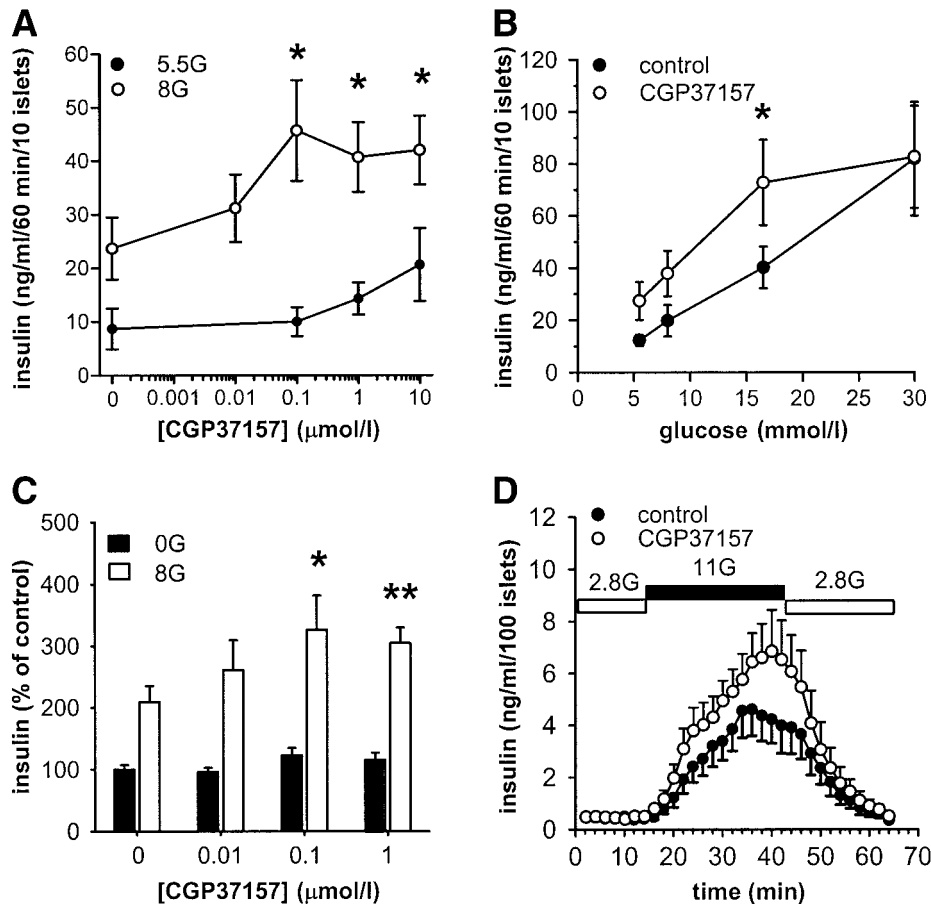 A
insulin (ng/ml/60 min/10 islets)
60
50
40
30
20
10
0
5.5G
8G
*
*
*
0 0.001 0.01 0.1 1 10
[CGP37157] (μmol/l)
B
insulin (ng/ml/60 min/10 islets)
120
100
80
60
40
20
0
control
CGP37157
*
0 5 10 15 20 25 30
glucose (mmol/l)
C
insulin (% of control)
500
400
300
200
100
0
0G
8G
*
**
0 0.01 0.1 1
[CGP37157] (μmol/l)
D
insulin (ng/ml/100 islets)
12
10
8
6
4
2
0
control
CGP37157
11G
2.8G 2.8G
0 10 20 30 40 50 60 70
time (min)